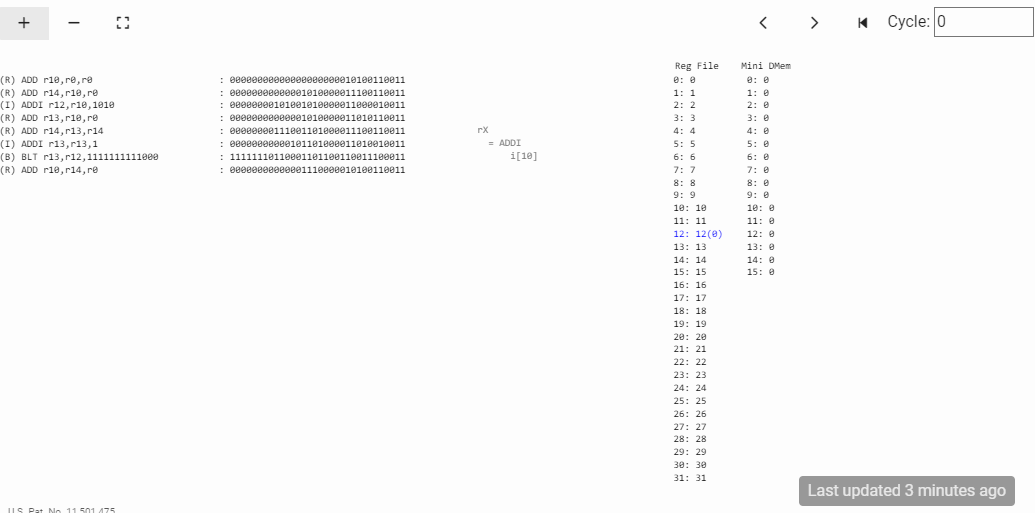 Cycle: 0
(R) ADD r10,r0,r0 : 00000000000000000000010100110011
(R) ADD r14,r10,r0 : 00000000000001010000011100110011
(I) ADDI r12,r10,1010 : 00000000101001010000011000010011
(R) ADD r13,r10,r0 : 00000000000001010000011010110011
(R) ADD r14,r13,r14 : 00000000111001101000011100110011
(I) ADDI r13,r13,1 : 00000000000101101000011010010011
(B) BLT r13,r12,1111111111000 : 11111110110001101100110011100011
(R) ADD r10,r14,r0 : 00000000000001110000010100110011
rX
= ADDI
i[10]
Reg File Mini DMem
0: 0 0: 0
1: 1 1: 0
2: 2 2: 0
3: 3 3: 0
4: 4 4: 0
5: 5 5: 0
6: 6 6: 0
7: 7 7: 0
8: 8 8: 0
9: 9 9: 0
10: 10 10: 0
11: 11 11: 0
12: 12(0) 12: 0
13: 13 13: 0
14: 14 14: 0
15: 15 15: 0
16: 16
17: 17
18: 18
19: 19
20: 20
21: 21
22: 22
23: 23
24: 24
25: 25
26: 26
27: 27
28: 28
29: 29
30: 30
31: 31
Last updated 3 minutes ago
U.S. Pat. No. 11,501,475